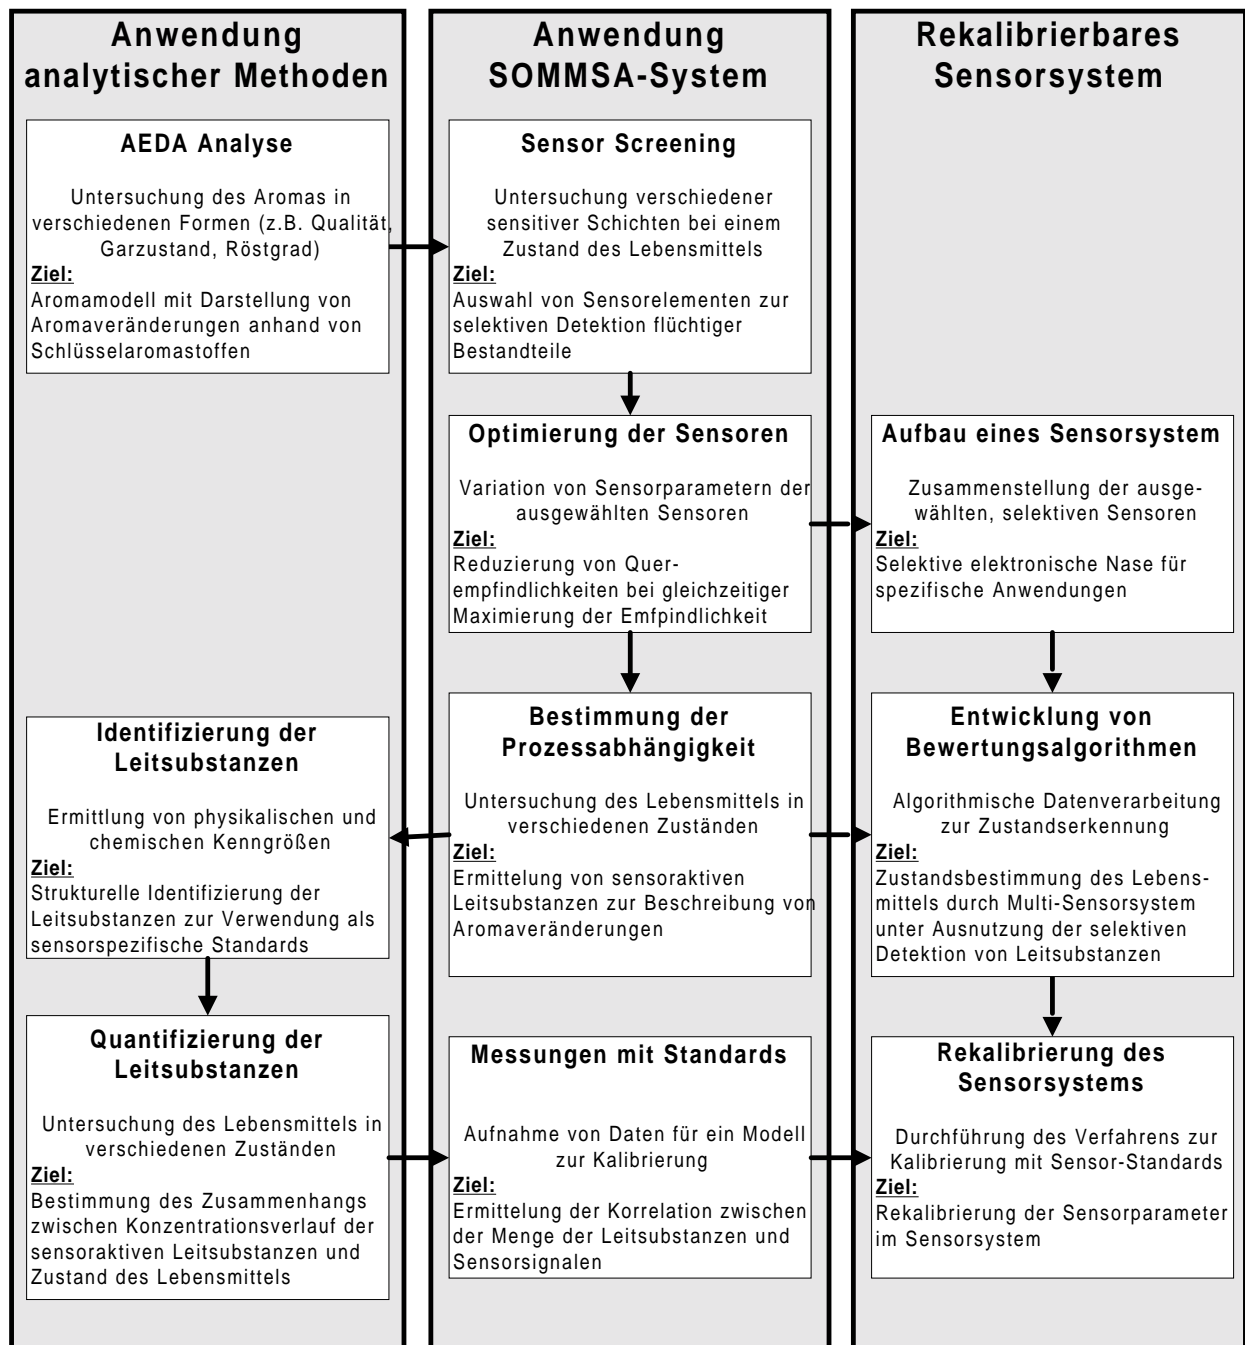 Anwendung
analytischer Methoden
AEDA Analyse
Untersuchung des Aromas in
verschiedenen Formen (z.B. Qualität,
Garzustand, Röstgrad)
Ziel:
Aromamodell mit Darstellung von
Aromaveränderungen anhand von
Schlüsselaromastoffen
Identifizierung der
Leitsubstanzen
Ermittlung von physikalischen und
chemischen Kenngrößen
Ziel:
Strukturelle Identifizierung der
Leitsubstanzen zur Verwendung als
sensorspezifische Standards
Quantifizierung der
Leitsubstanzen
Untersuchung des Lebensmittels in
verschiedenen Zuständen
Ziel:
Bestimmung des Zusammenhangs
zwischen Konzentrationsverlauf der
sensoraktiven Leitsubstanzen und
Zustand des Lebensmittels
Anwendung
SOMMSA-System
Sensor Screening
Untersuchung verschiedener
sensitiver Schichten bei einem
Zustand des Lebensmittels
Ziel:
Auswahl von Sensorelementen zur
selektiven Detektion flüchtiger
Bestandteile
Optimierung der Sensoren
Variation von Sensorparametern der
ausgewählten Sensoren
Ziel:
Reduzierung von Quer-
empfindlichkeiten bei gleichzeitiger
Maximierung der Emfpindlichkeit
Bestimmung der
Prozessabhängigkeit
Untersuchung des Lebensmittels in
verschiedenen Zuständen
Ziel:
Ermittelung von sensoraktiven
Leitsubstanzen zur Beschreibung von
Aromaveränderungen
Messungen mit Standards
Aufnahme von Daten für ein Modell
zur Kalibrierung
Ziel:
Ermittelung der Korrelation zwischen
der Menge der Leitsubstanzen und
Sensorsignalen
Rekalibrierbares
Sensorsystem
Aufbau eines Sensorsystem
Zusammenstellung der ausge-
wählten, selektiven Sensoren
Ziel:
Selektive elektronische Nase für
spezifische Anwendungen
Entwicklung von
Bewertungsalgorithmen
Algorithmische Datenverarbeitung
zur Zustandserkennung
Ziel:
Zustandsbestimmung des Lebens-
mittels durch Multi-Sensorsystem
unter Ausnutzung der selektiven
Detektion von Leitsubstanzen
Rekalibrierung des
Sensorsystems
Durchführung des Verfahrens zur
Kalibrierung mit Sensor-Standards
Ziel:
Rekalibrierung der Sensorparameter
im Sensorsystem